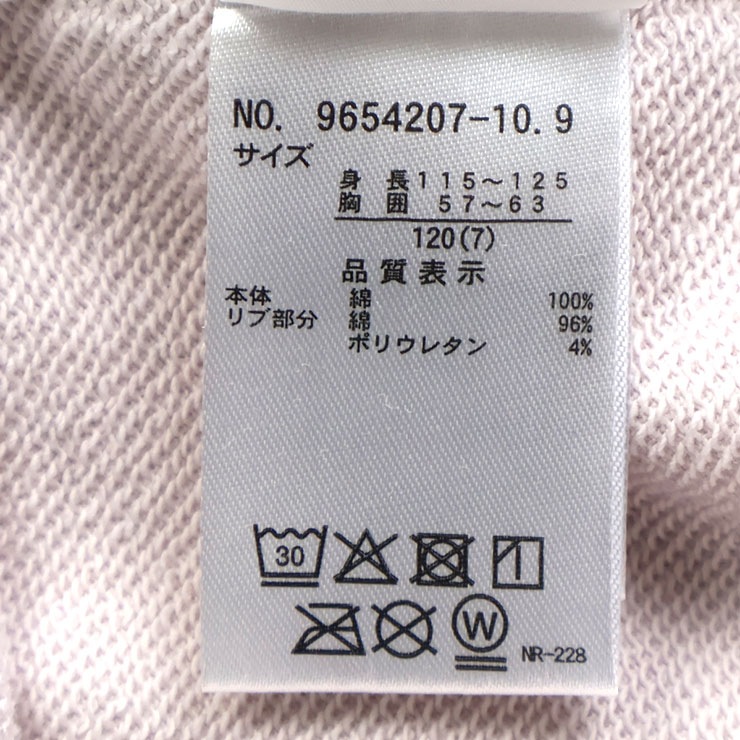 NO. 9654207-10.9
サイズ
身 長 115~125
胸 囲 57~63
120(7)
品質表示
本体 綿 100%
リブ部分 綿 96%
ポリウレタン 4%
30
W
NR-228